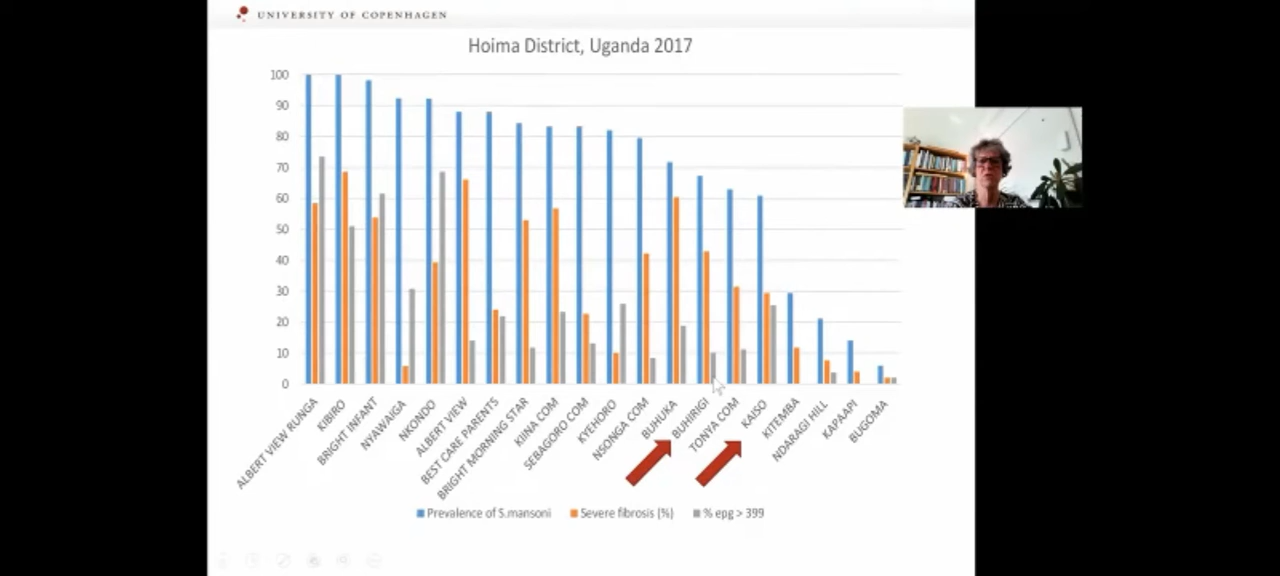 UNIVERSITY OF COPENHAGEN
Hoima District, Uganda 2017
100
90
80
70
60
50
40
30
20
10
0
ALBERT VIEW RUNGA
KIBIRO
BRIGHT INFANT
NYAWAIGA
NKONDO
ALBERT VIEW
BEST CARE PARENTS
BRIGHT MORNING STAR
KIINA COM
SEBAGORO COM
KYEHORO
NSONGA COM
BUHUKA
BUHIRIGI
TONYA COM
KAISO
KITEMBA
NDARAGI HILL
KAPAAPI
BUGOMA
Prevalence of S.mansoni
Severe fibrosis (%)
% epg > 399